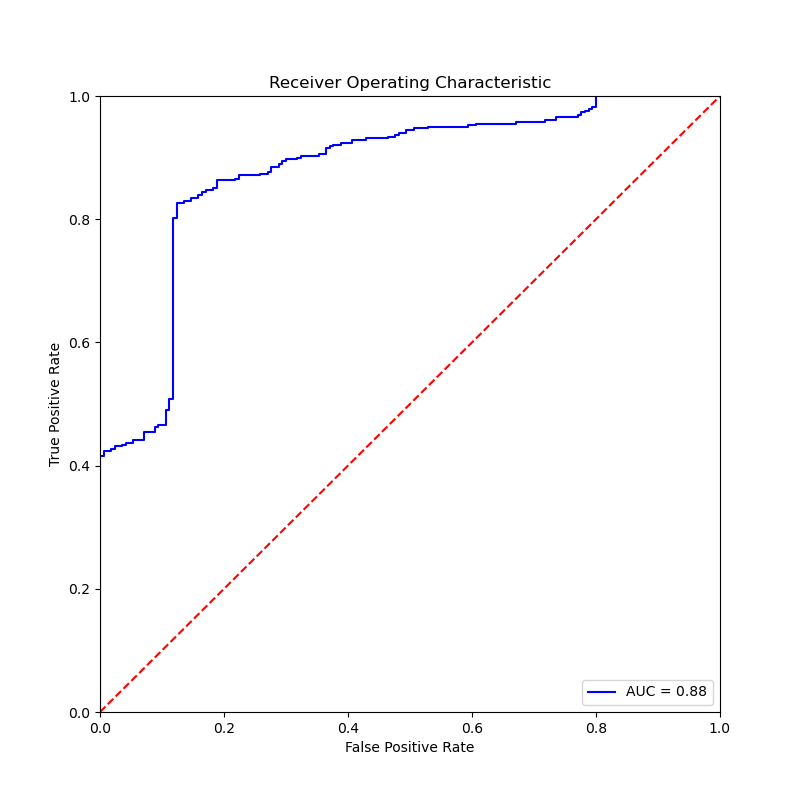 Receiver Operating Characteristic
True Positive Rate
1.0
0.8
0.6
0.4
0.2
0.0
AUC = 0.88
0.0 0.2 0.4 0.6 0.8 1.0
False Positive Rate